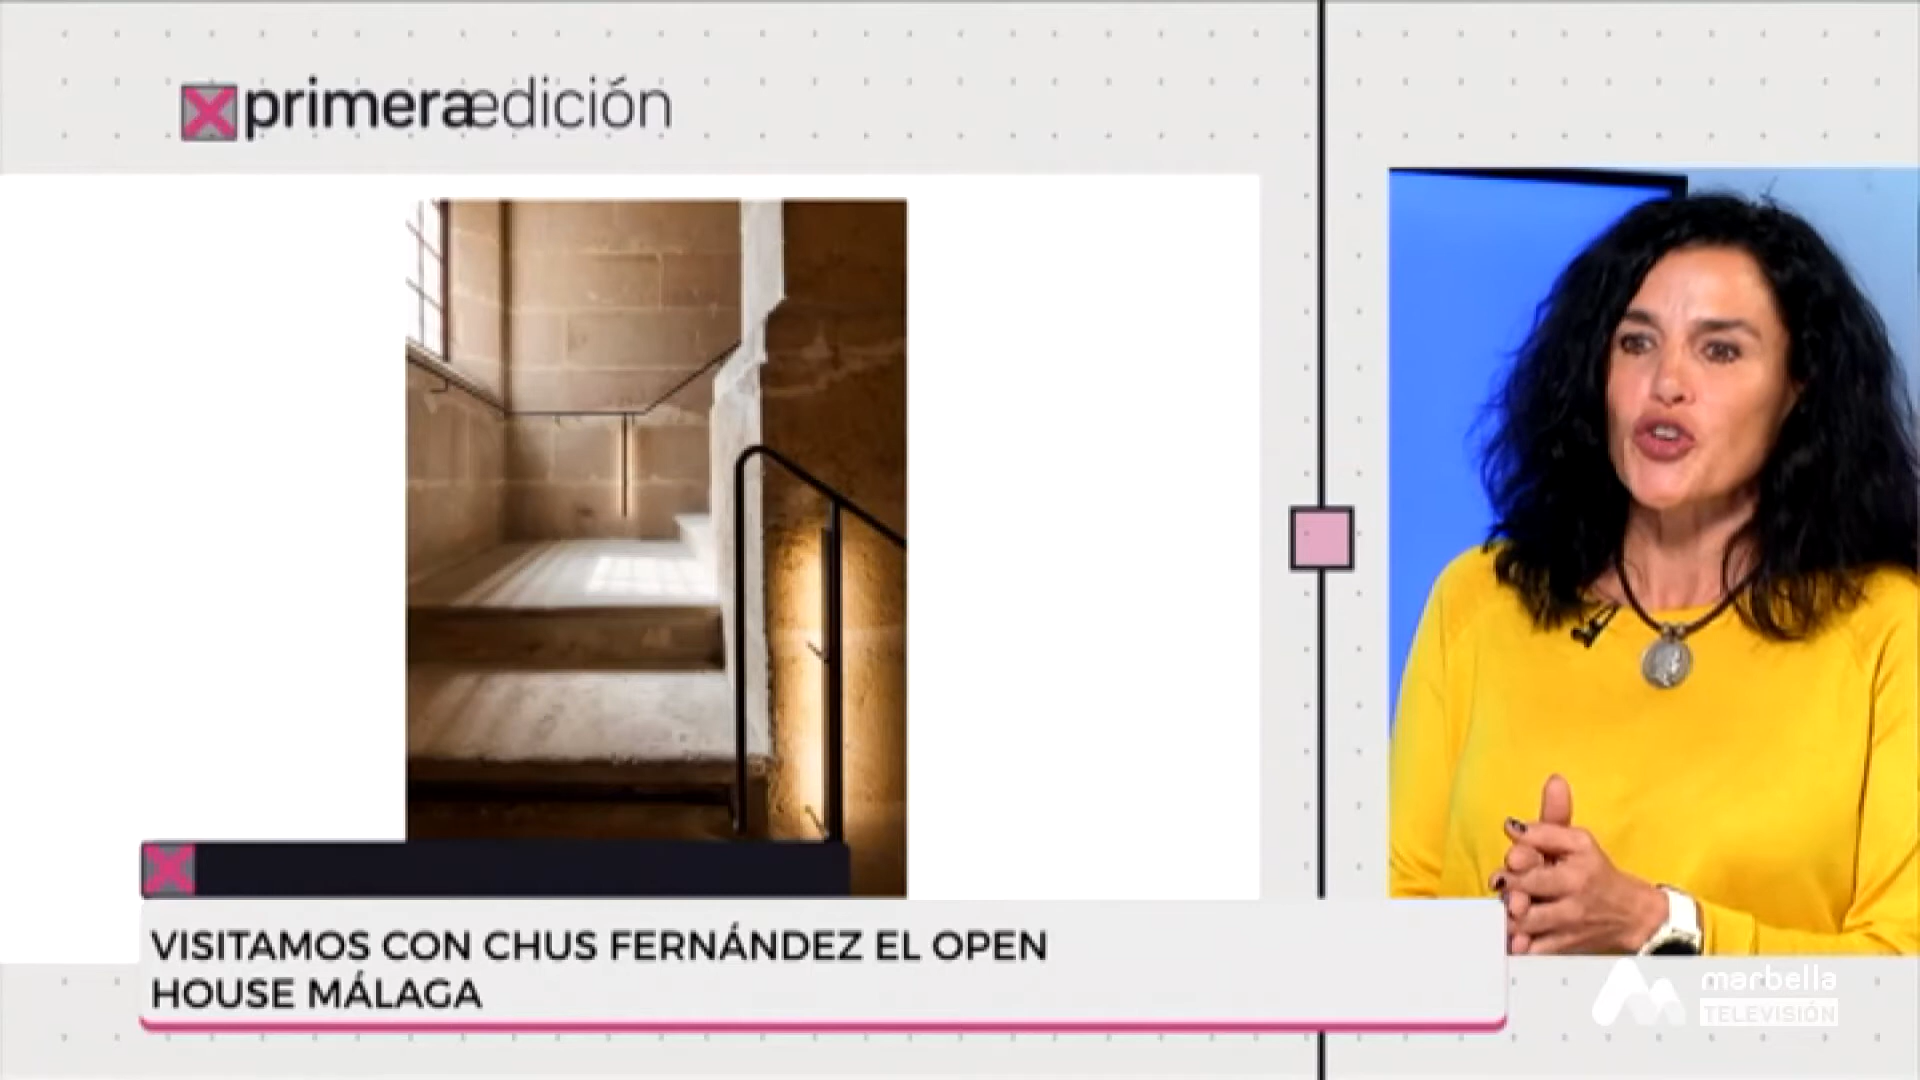 primeraedición
VISITAMOS CON CHUS FERNÁNDEZ EL OPEN
HOUSE MÁLAGA
marbella
TELEVISIÓN